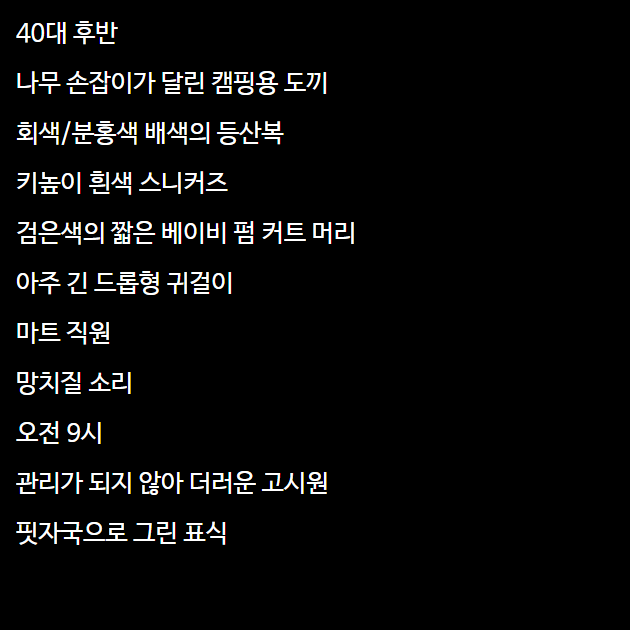 40대 후반
나무 손잡이가 달린 캠핑용 도끼
회색/분홍색 배색의 등산복
키높이 흰색 스니커즈
검은색의 짧은 베이비 펌 커트 머리
아주 긴 드롭형 귀걸이
마트 직원
망치질 소리
오전 9시
관리가 되지 않아 더러운 고시원
핏자국으로 그린 표식